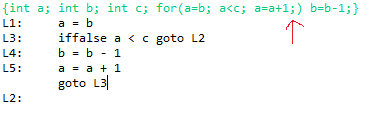 {int a; int b; int c; for(a=b; a<c; a=a+1;) b=b-1;}
L1: a = b
L3: iffalse a < c goto L2
L4: b = b - 1
L5: a = a + 1
goto L3
L2: